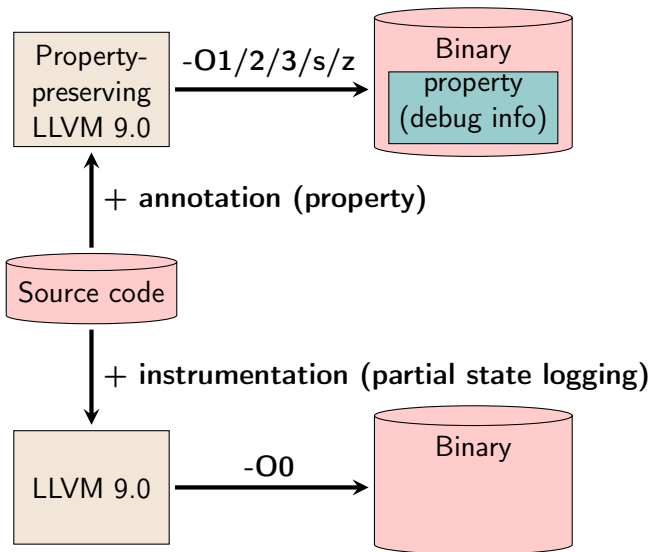 Property-
preserving
LLVM 9.0
-O1/2/3/s/z
Binary
property
(debug info)
+ annotation (property)
Source code
+ instrumentation (partial state logging)
LLVM 9.0
-O0
Binary